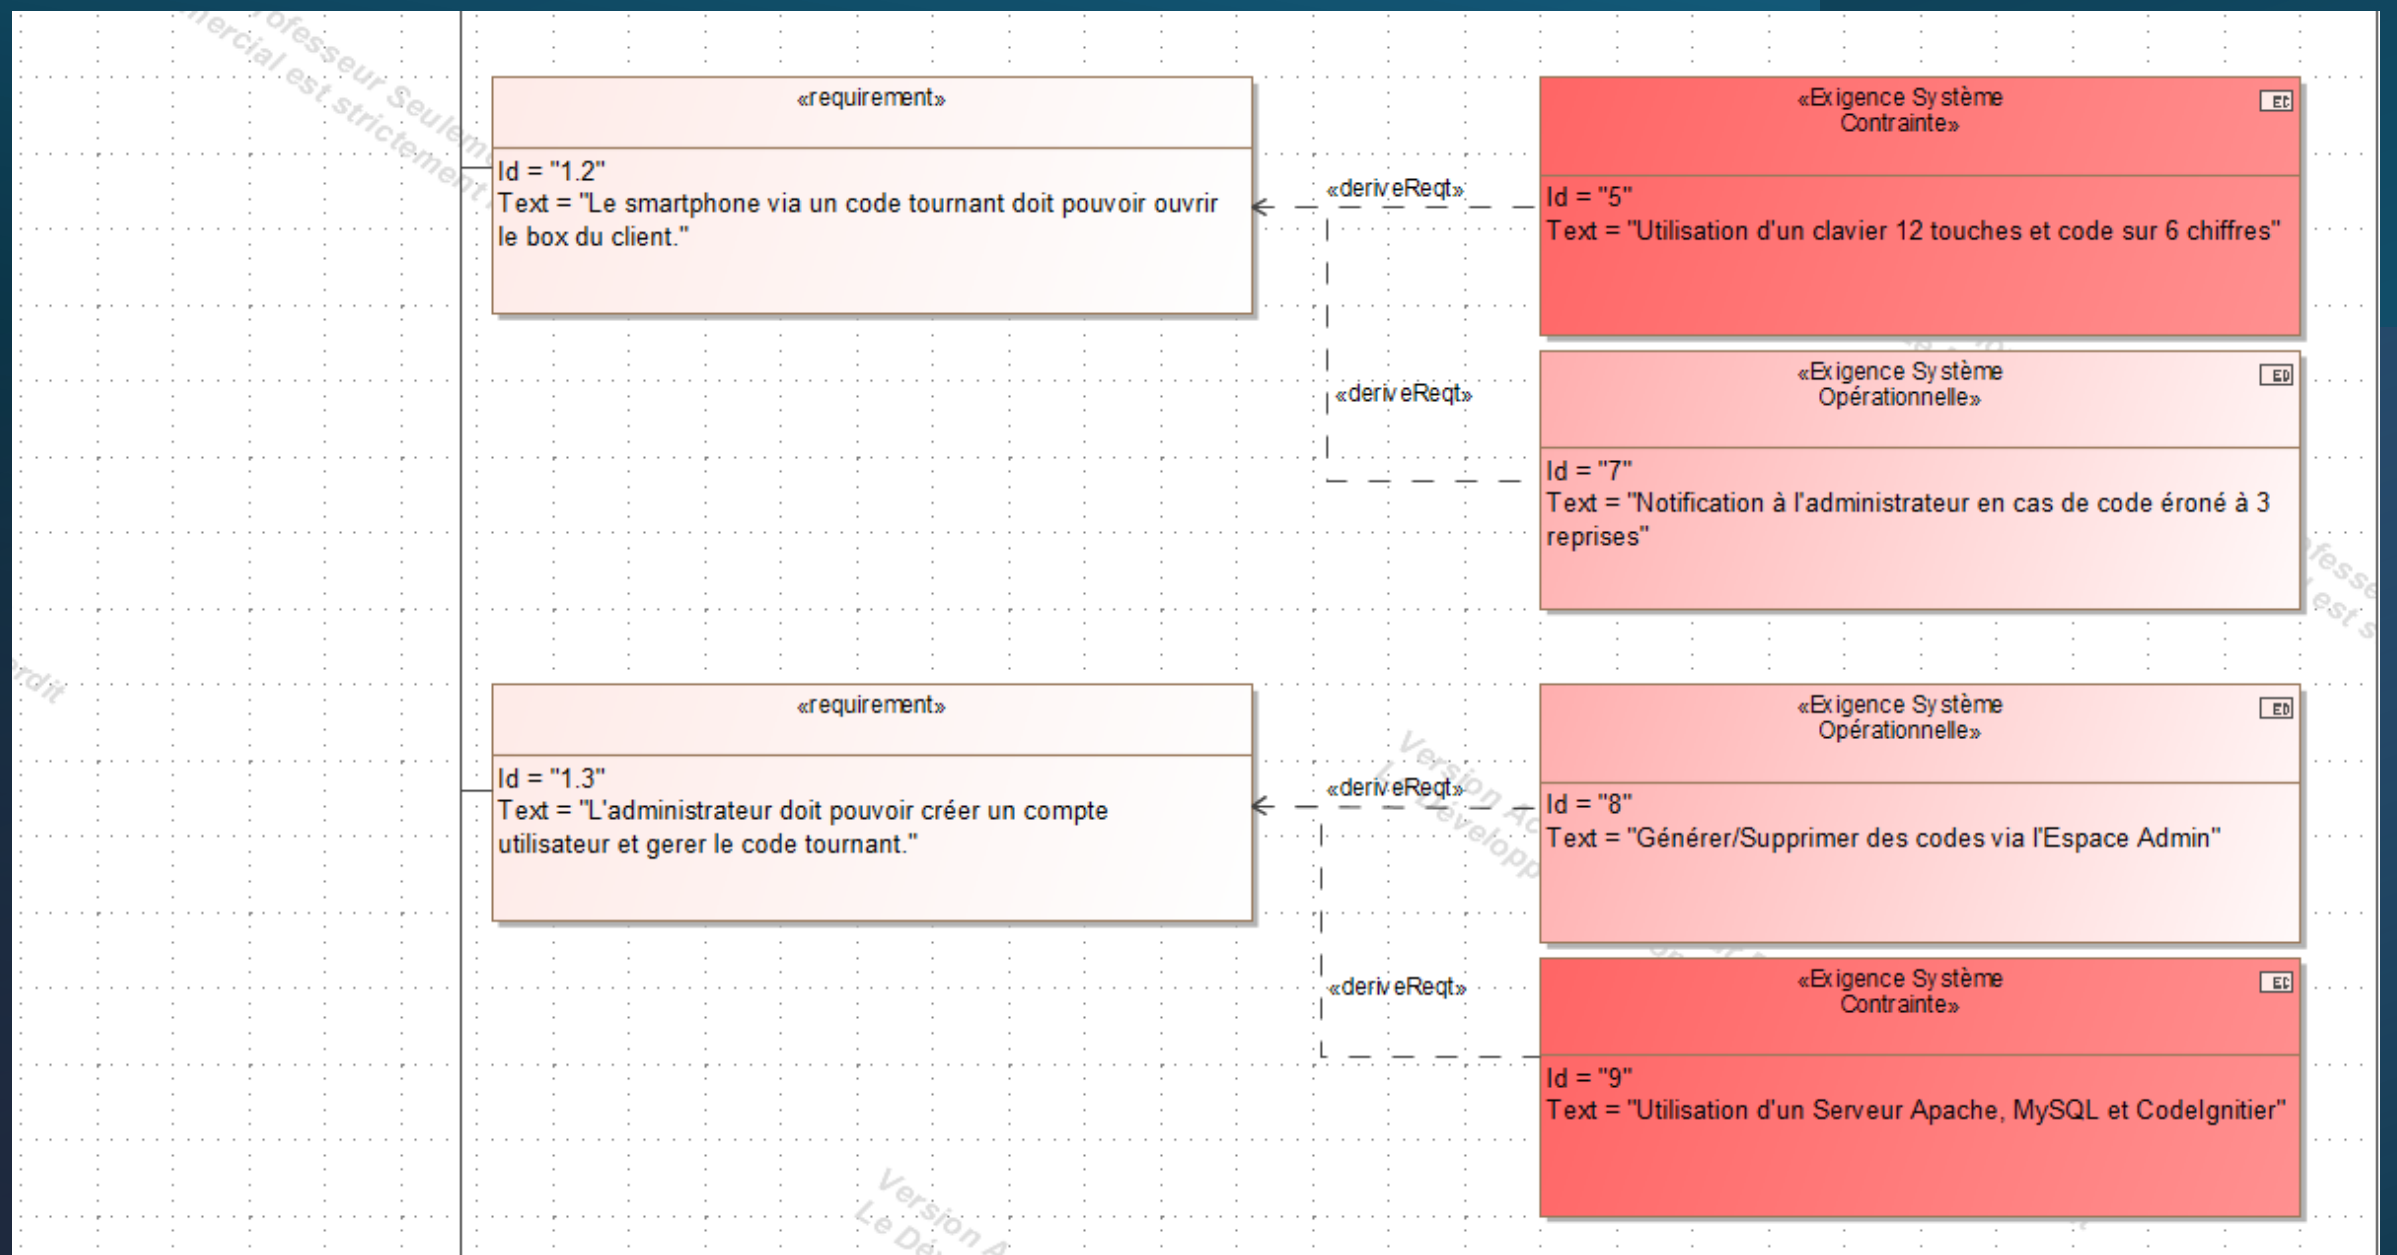 «requirement»
Id = "1.2"
Text = "Le smartphone via un code tournant doit pouvoir ouvrir
le box du client."
«deriveReqt»
«Exigence Système
Contrainte»
EC
Id = "5"
Text = "Utilisation d'un clavier 12 touches et code sur 6 chiffres"
«deriveReqt»
«Exigence Système
Opérationnelle»
Id = "7"
Text = "Notification à l'administrateur en cas de code éroné à 3
reprises"
«requirement»
Id = "1.3"
Text = "L'administrateur doit pouvoir créer un compte
utilisateur et gerer le code tournant."
«deriveReqt»
«Exigence Système
Opérationnelle»
Id = "8"
Text = "Générer/Supprimer des codes via l'Espace Admin"
«deriveReqt»
«Exigence Système
Contrainte»
EC
Id = "9"
Text = "Utilisation d'un Serveur Apache, MySQL et CodeIgnitier"